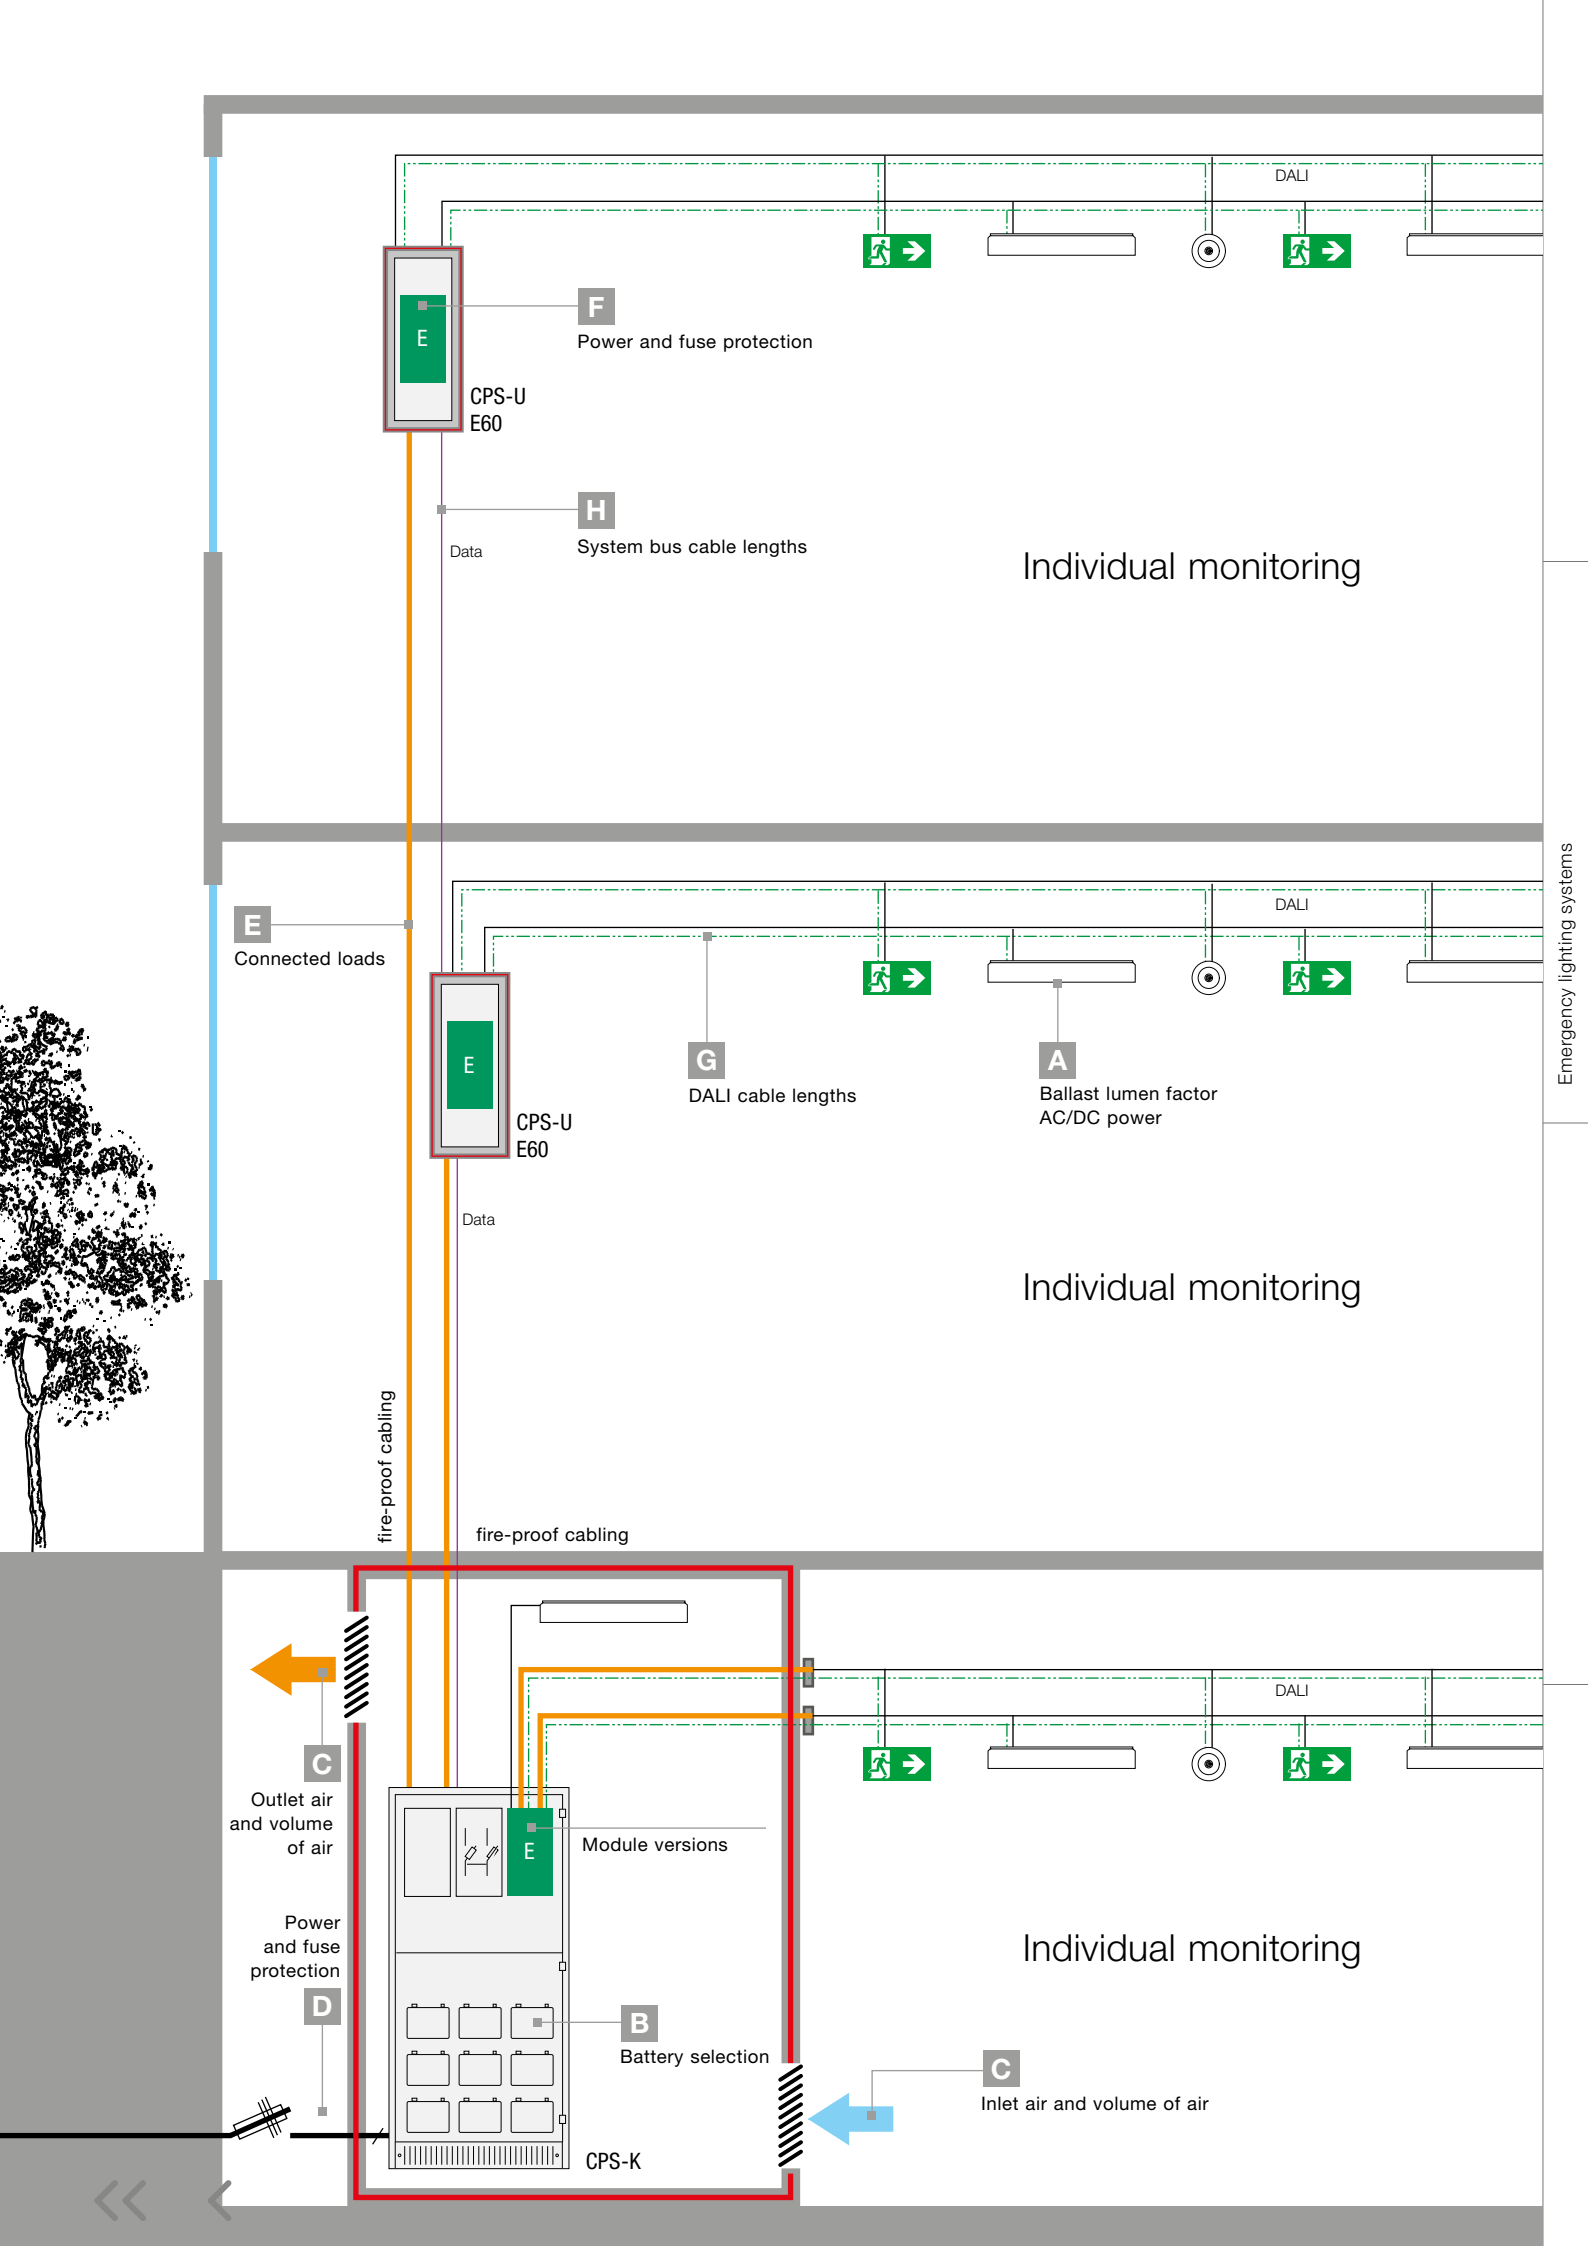 DALI
F
Power and fuse protection
E
CPS-U
E60
H
System bus cable lengths
Data
Individual monitoring
Emergency lighting systems
DALI
E
Connected loads
E
G
DALI cable lengths
A
Ballast lumen factor
AC/DC power
CPS-U
E60
Data
Individual monitoring
fire-proof cabling
fire-proof cabling
DALI
C
Outlet air
and volume
of air
E
Module versions
Power
and fuse
protection
D
Individual monitoring
B
Battery selection
C
Inlet air and volume of air
CPS-K